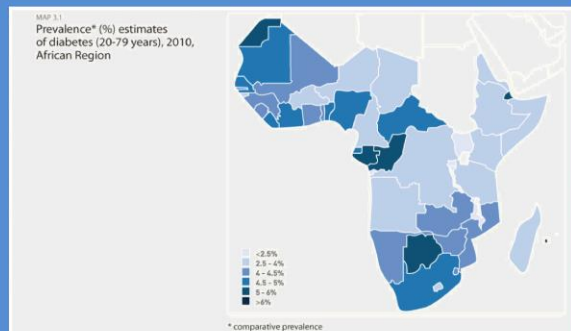 MAP 3.1
Prevalence* (%) estimates
of diabetes (20-79 years), 2010,
African Region
<2.5%
2.5 - 4%
4 - 4.5%
4.5 - 5%
5 - 6%
>6%
* comparative prevalence